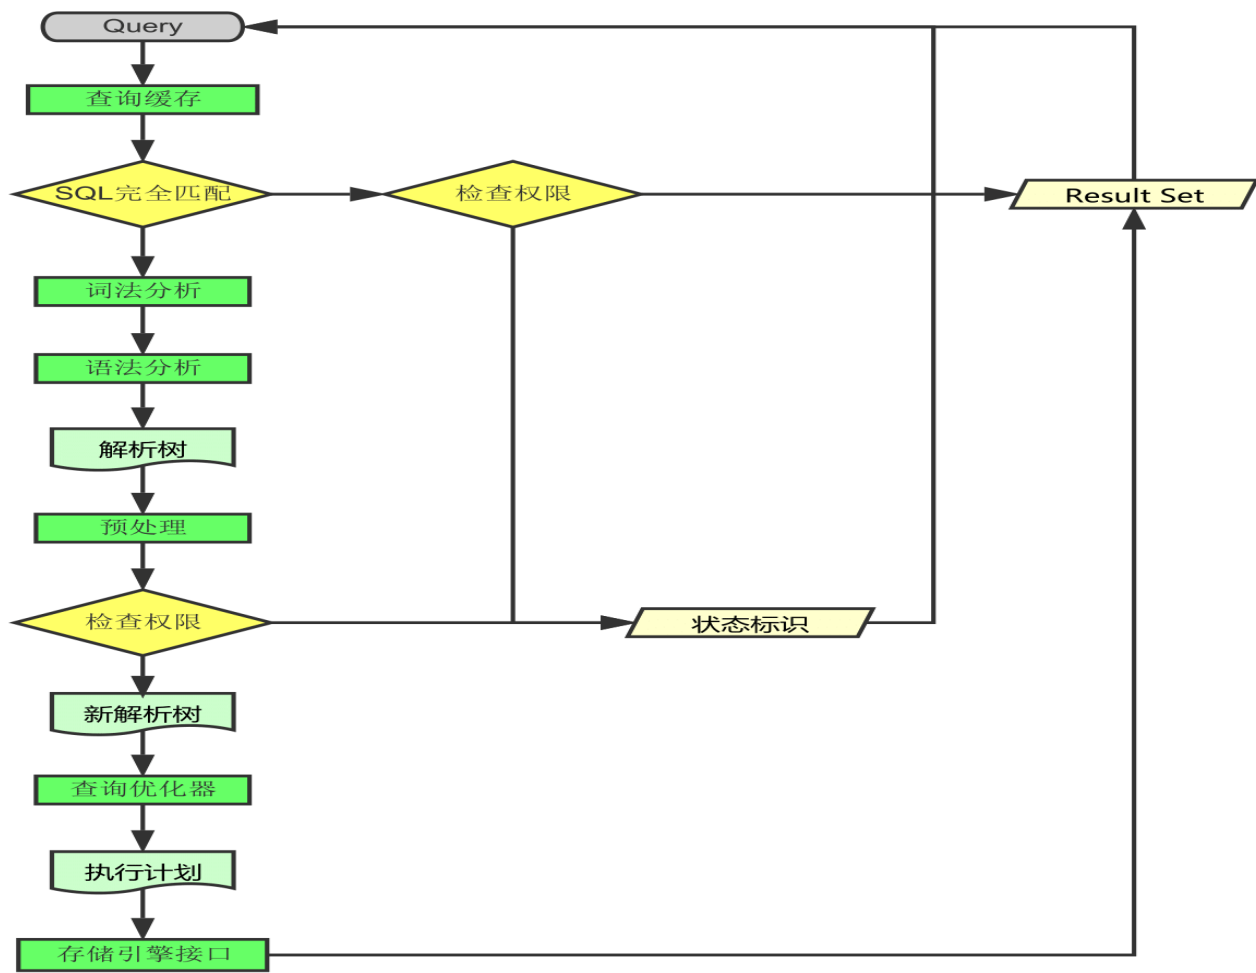 Query
查询缓存
SQL完全匹配
检查权限
Result Set
词法分析
语法分析
解析树
预处理
检查权限
状态标识
新解析树
查询优化器
执行计划
存储引擎接口